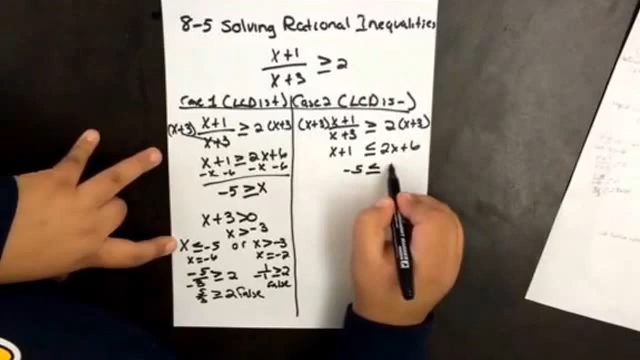 8-5 Solving Rational Inequalities
x+1/x+3 ≥ 2
Case 1 (LCD is +)
(x+3) x+1/x+3 ≥ 2 (x+3)
x+1 ≥ 2x+6
-x -6 -x -6
-5 ≥ x
x+3>0
x > -3
x ≤ -5 or x > -3
x = -6 x = -2
-5/-3 ≥ 2 -1/1 ≥ 2
5/3 ≥ 2 False False
Case 2 (LCD is -)
(x+3) x+1/x+3 ≥ 2 (x+3)
x+1 ≤ 2x+6
-5 ≤